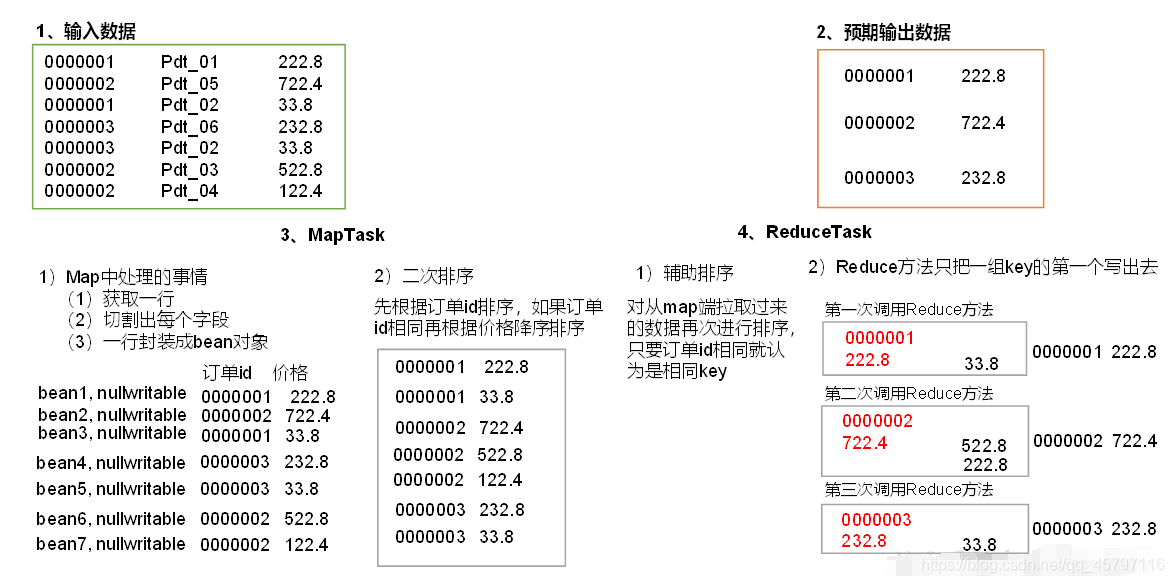 1、输入数据
0000001 Pdt_01 222.8
0000002 Pdt_05 722.4
0000001 Pdt_02 33.8
0000003 Pdt_06 232.8
0000003 Pdt_02 33.8
0000002 Pdt_03 522.8
0000002 Pdt_04 122.4
2、预期输出数据
0000001 222.8
0000002 722.4
0000003 232.8
3、MapTask
1）Map中处理的事情
（1）获取一行
（2）切割出每个字段
（3）一行封装成bean对象
订单id 价格
bean1, nullwritable 0000001 222.8
bean2, nullwritable 0000002 722.4
bean3, nullwritable 0000001 33.8
bean4, nullwritable 0000003 232.8
bean5, nullwritable 0000003 33.8
bean6, nullwritable 0000002 522.8
bean7, nullwritable 0000002 122.4
2）二次排序
先根据订单id排序，如果订单
id相同再根据价格降序排序
0000001 222.8
0000001 33.8
0000002 722.4
0000002 522.8
0000002 122.4
0000003 232.8
0000003 33.8
4、ReduceTask
1）辅助排序
对从map端拉取过来
的数据再次进行排序，
只要订单id相同就认
为是相同key
2）Reduce方法只把一组key的第一个写出去
第一次调用Reduce方法
0000001
222.8 33.8
0000001 222.8
第二次调用Reduce方法
0000002
722.4 522.8
222.8
0000002 722.4
第三次调用Reduce方法
0000003
232.8 33.8
0000003 232.8
https://blog.csdn.net/qq_45797116